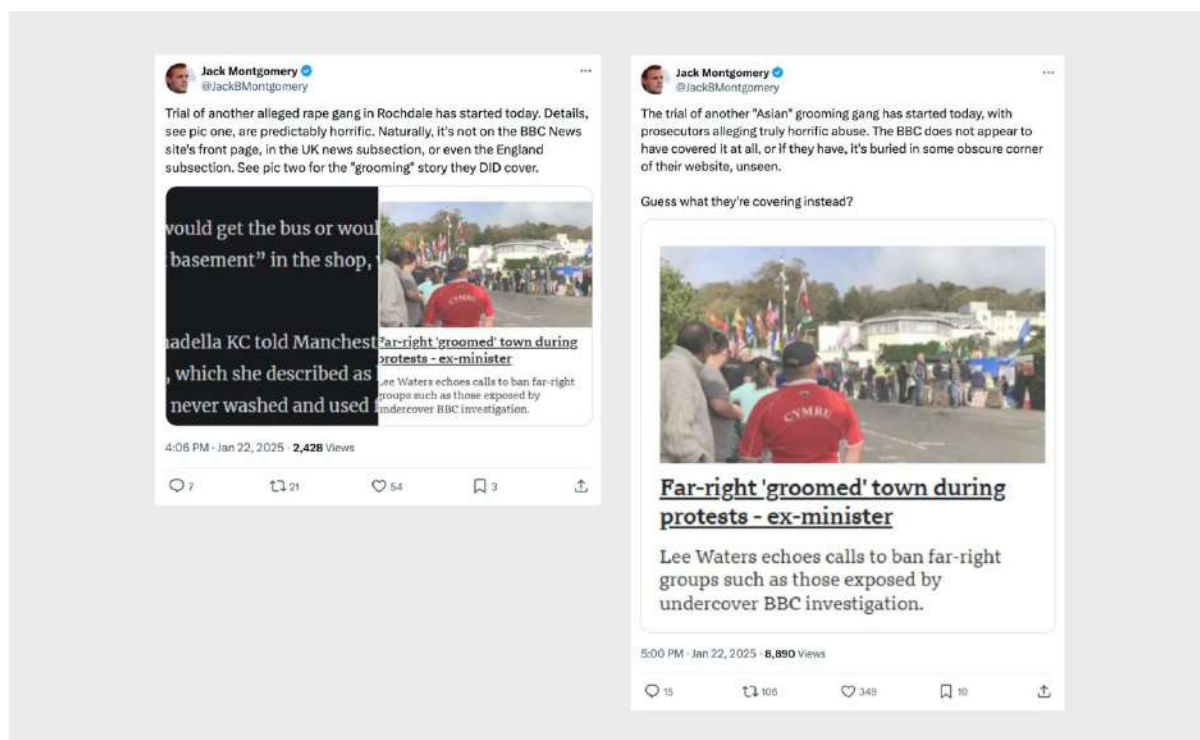 Jack Montgomery
@JackBMontgomery
Trial of another alleged rape gang in Rochdale has started today. Details,
see pic one, are predictably horrific. Naturally, it's not on the BBC News
site's front page, in the UK news subsection, or even the England
subsection. See pic two for the "grooming" story they DID cover.
would get the bus or woul
basement" in the shop,
adella KC told Manchest
, which she described as
never washed and used
CYMRU
Far-right 'groomed' town during
protests - ex-minister
Lee Waters echoes calls to ban far-right
groups such as those exposed by
undercover BBC investigation.
4:06 PM · Jan 22, 2025 · 2,428 Views
7 21 54 3
Jack Montgomery
@JackBMontgomery
The trial of another "Asian" grooming gang has started today, with
prosecutors alleging truly horrific abuse. The BBC does not appear to
have covered it at all, or if they have, it's buried in some obscure corner
of their website, unseen.
Guess what they're covering instead?
CYMRU
Far-right 'groomed' town during
protests - ex-minister
Lee Waters echoes calls to ban far-right
groups such as those exposed by
undercover BBC investigation.
5:00 PM · Jan 22, 2025 · 8,890 Views
15 106 349 10